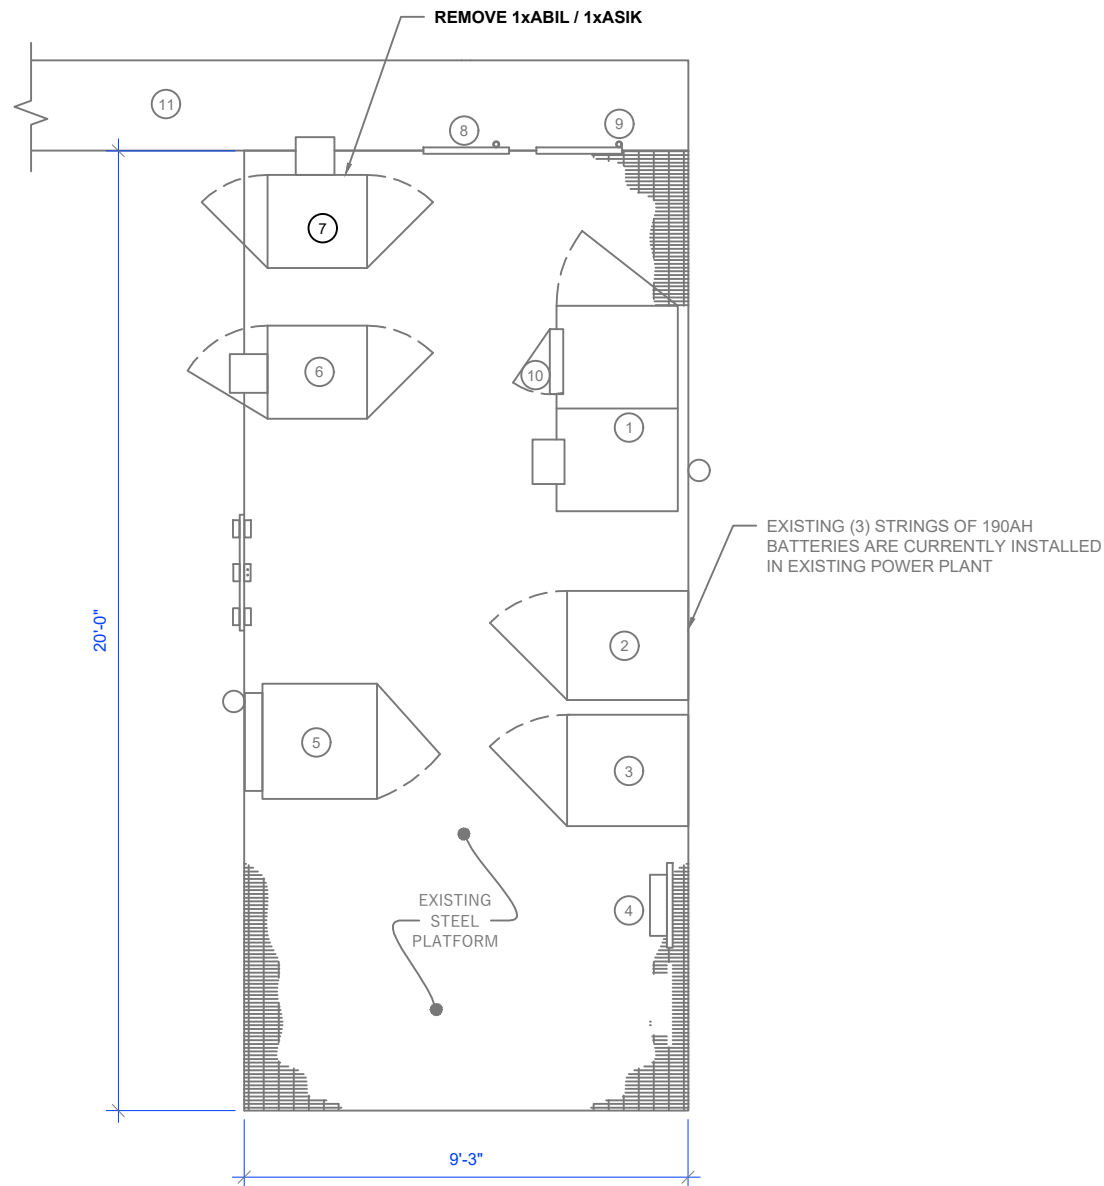 REMOVE 1xABIL / 1xASIK
11
8
9
7
6
10
1
EXISTING (3) STRINGS OF 190AH
BATTERIES ARE CURRENTLY INSTALLED
IN EXISTING POWER PLANT
20'-0"
2
5
3
EXISTING
STEEL
PLATFORM
4
9'-3"